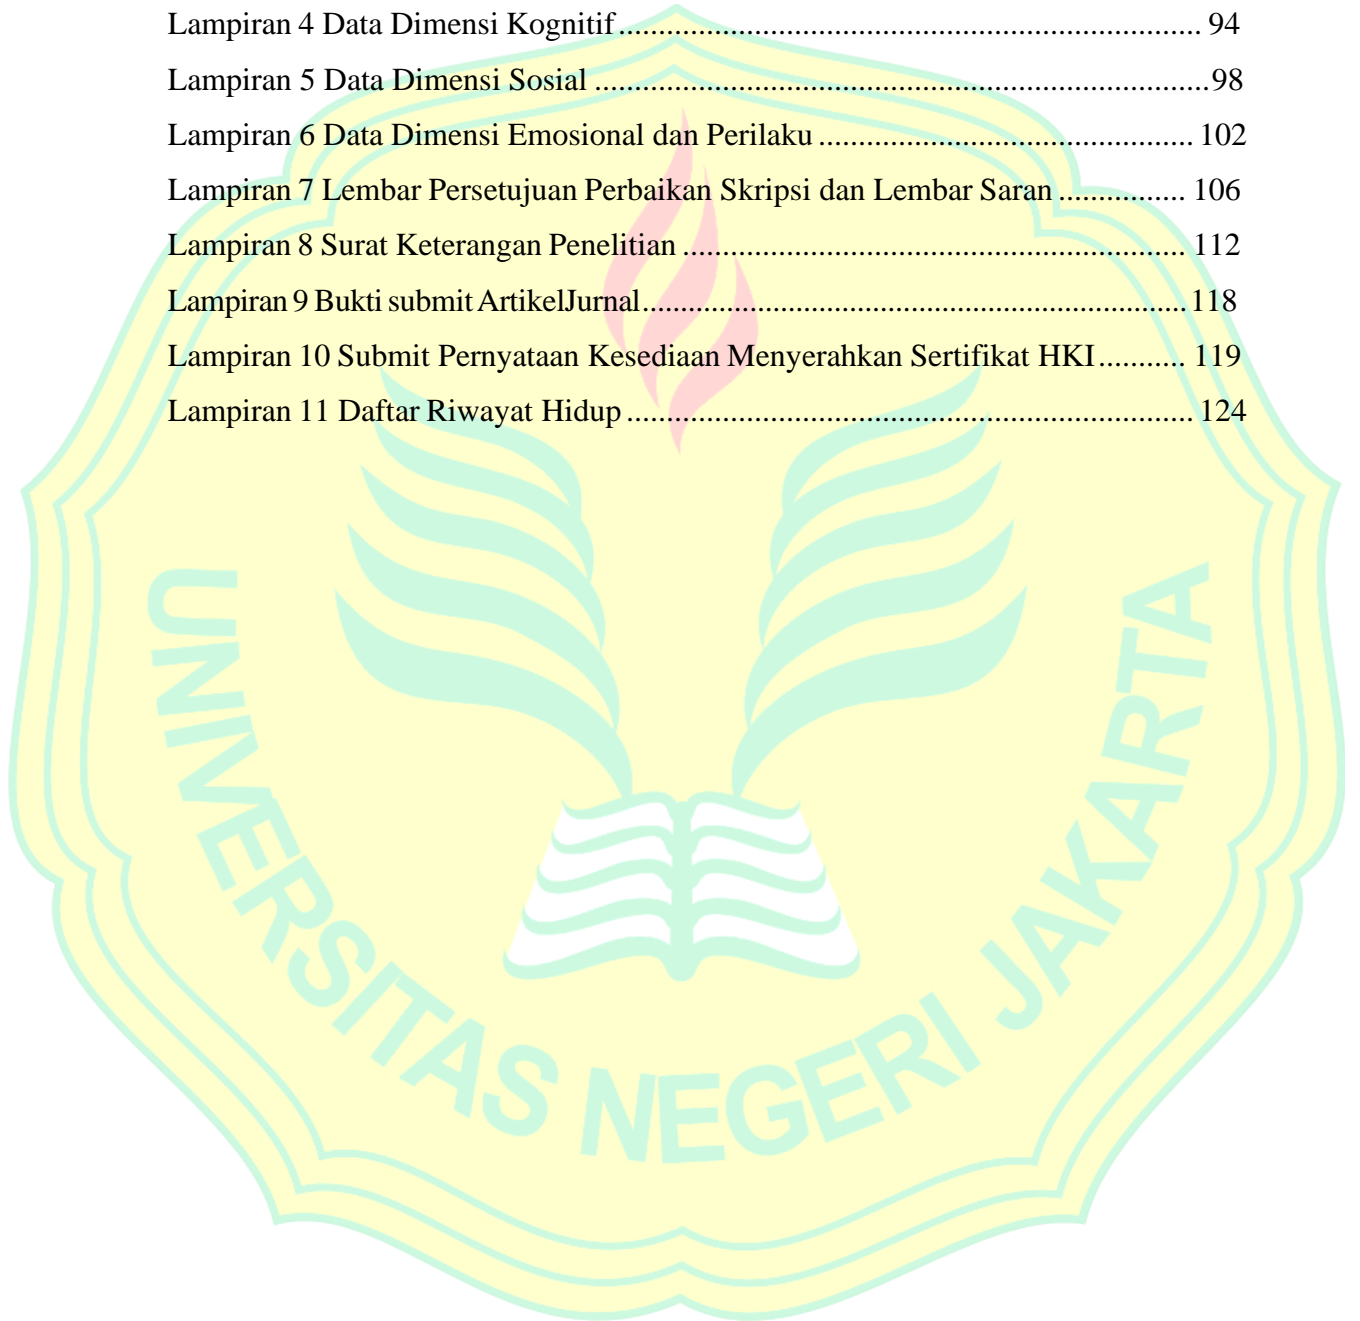 Lampiran 4 Data Dimensi Kognitif........................................................................ 94
Lampiran 5 Data Dimensi Sosial ............................................................................98
Lampiran 6 Data Dimensi Emosional dan Perilaku .............................................. 102
Lampiran 7 Lembar Persetujuan Perbaikan Skripsi dan Lembar Saran ................ 106
Lampiran 8 Surat Keterangan Penelitian ............................................................... 112
Lampiran 9 Bukti submit ArtikelJurnal....................................................................118
Lampiran 10 Submit Pernyataan Kesediaan Menyerahkan Sertifikat HKI........... 119
Lampiran 11 Daftar Riwayat Hidup ...................................................................... 124
UNIVERSITAS NEGERI JAKARTA